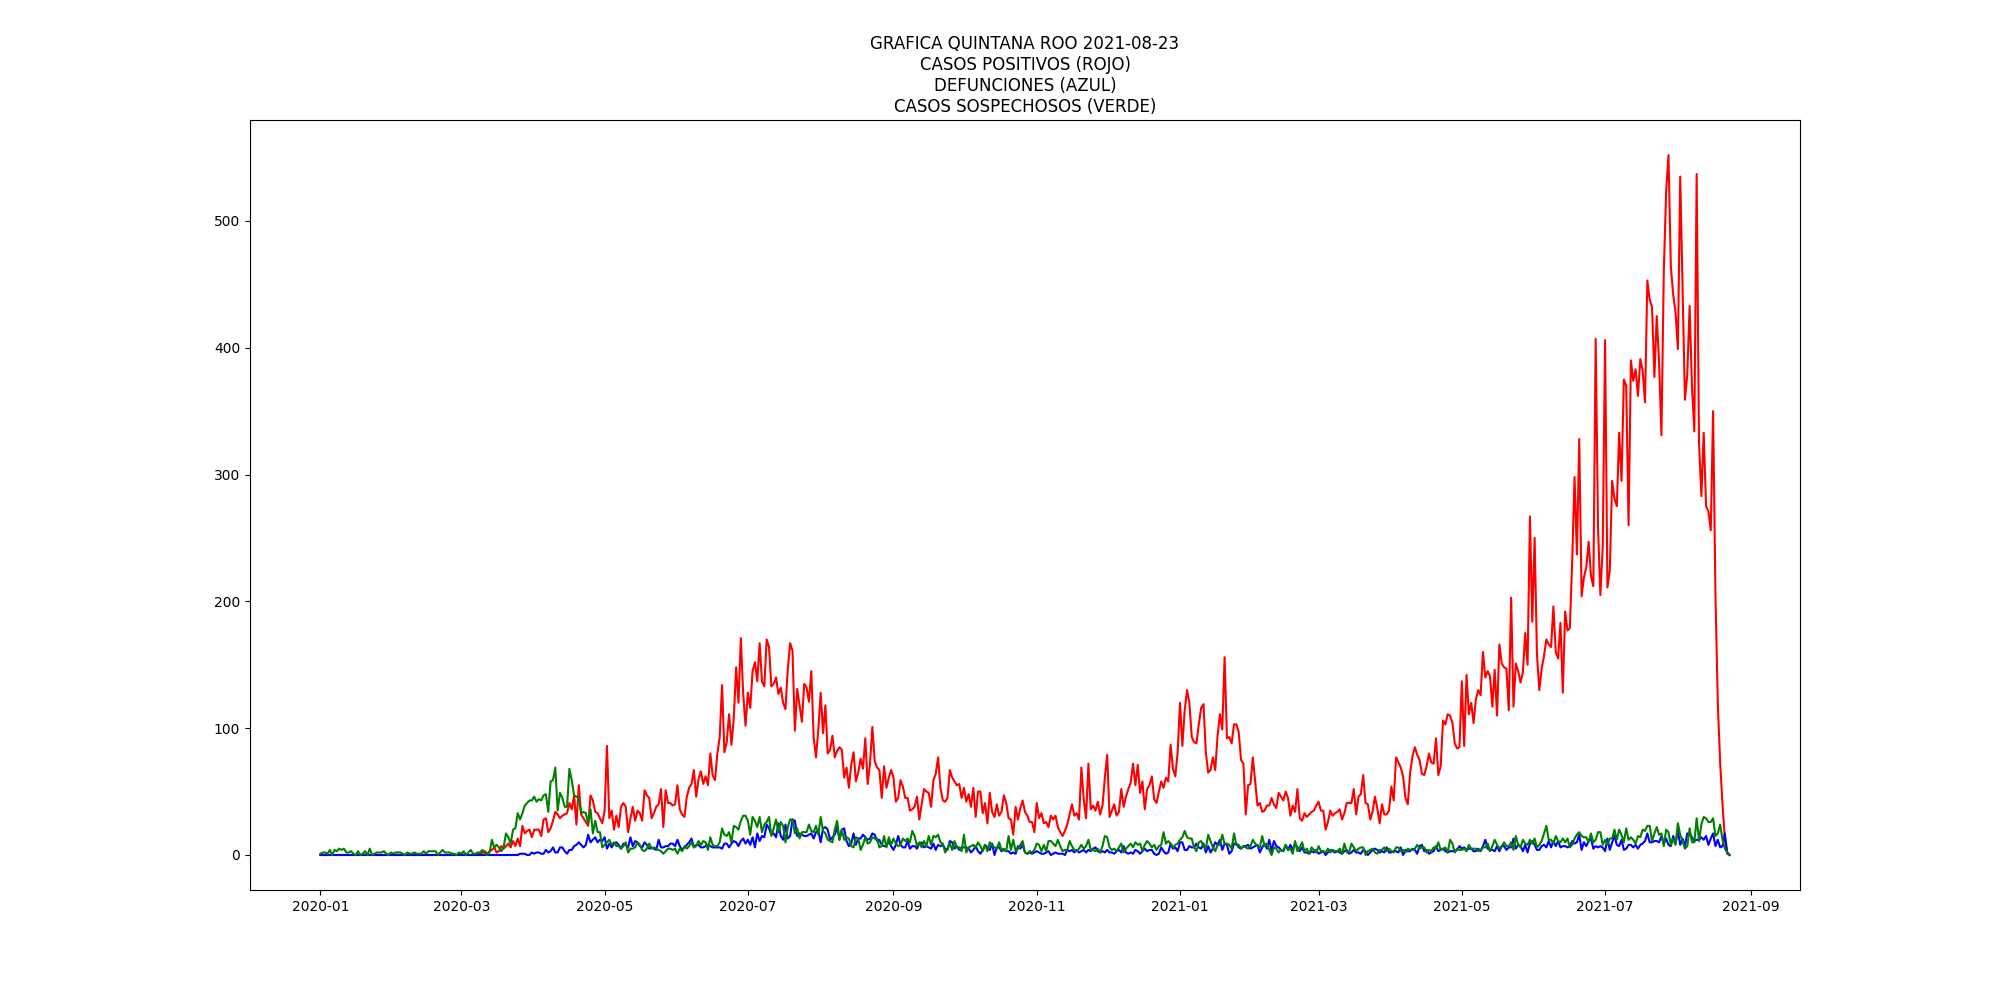 GRAFICA QUINTANA ROO 2021-08-23
CASOS POSITIVOS (ROJO)
DEFUNCIONES (AZUL)
CASOS SOSPECHOSOS (VERDE)
500
400
300
200
100
0
2020-01 2020-03 2020-05 2020-07 2020-09 2020-11 2021-01 2021-03 2021-05 2021-07 2021-09